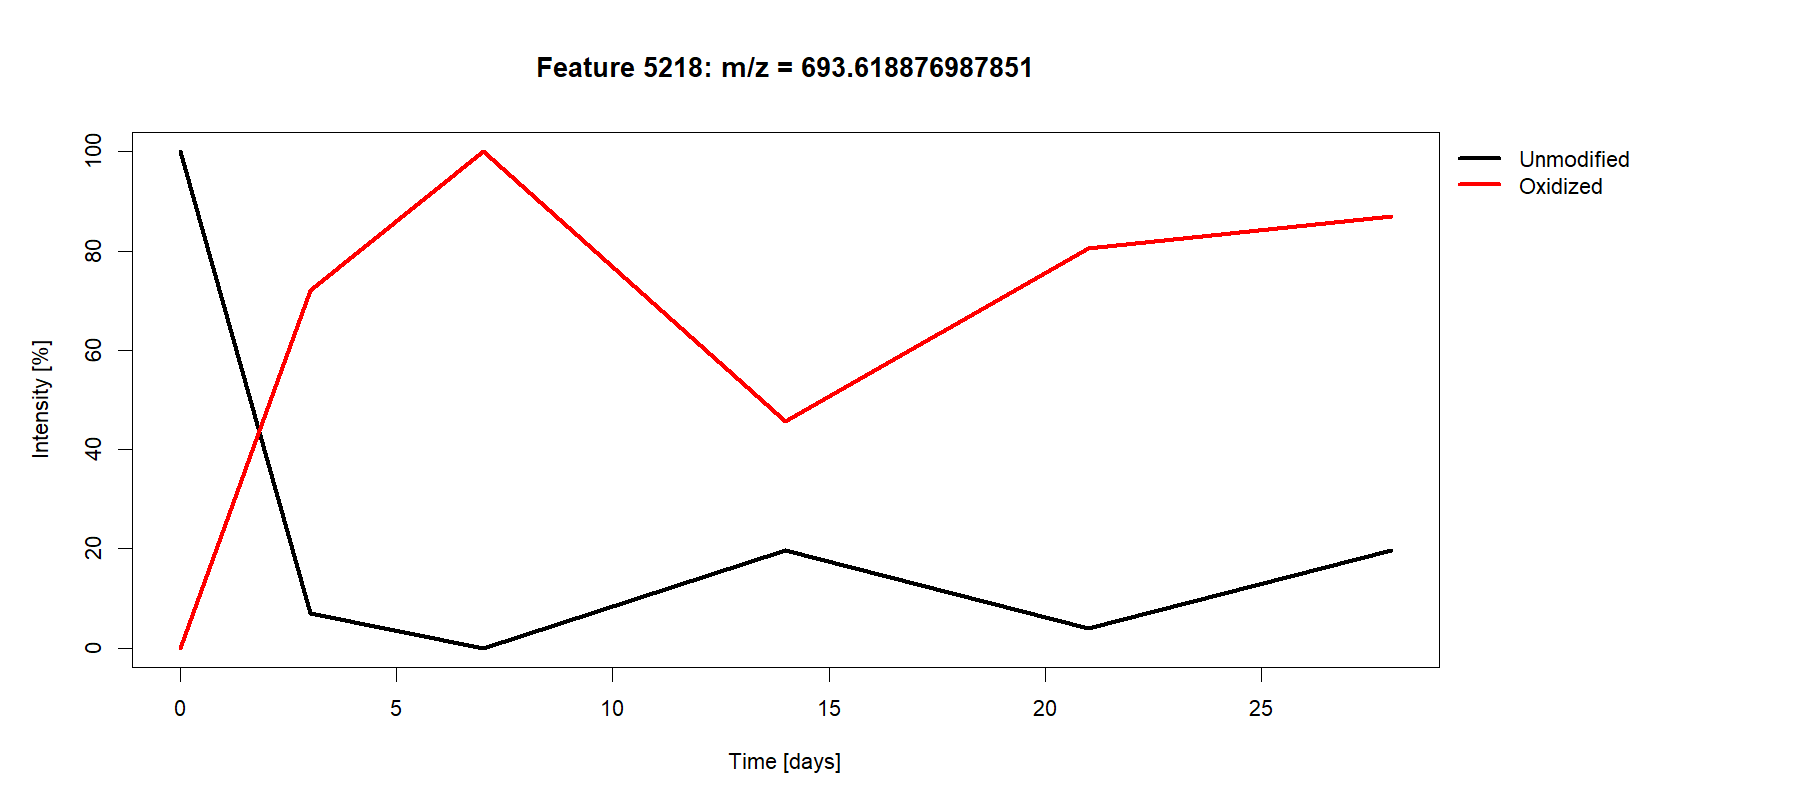 Feature 5218: m/z = 693.618876987851
Unmodified
Oxidized
Intensity [%]
100
80
60
40
20
0
0 5 10 15 20 25
Time [days]